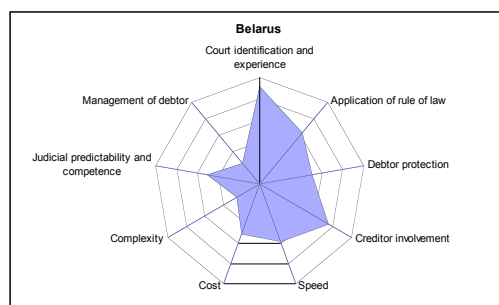 Belarus
Court identification and
experience
Management of debtor
Application of rule of law
Judicial predictability and
competence
Debtor protection
Complexity
Creditor involvement
Cost
Speed